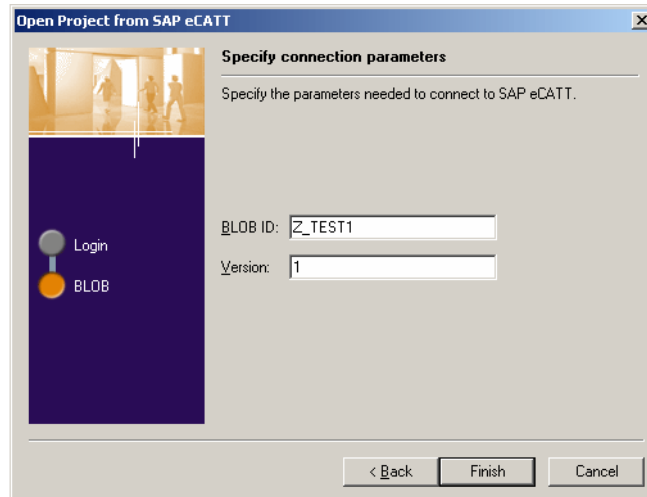 Open Project from SAP eCATT
Specify connection parameters
Specify the parameters needed to connect to SAP eCATT.
BLOB ID: Z_TEST1
Login
Version: 1
BLOB
< Back Finish Cancel